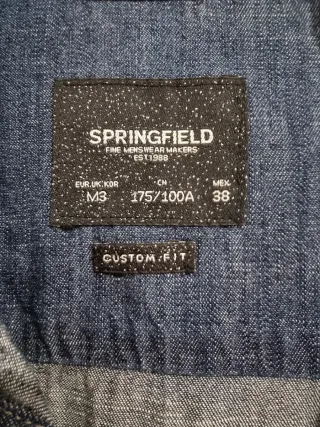 SPRINGFIELD
FINE MENSWEAR MAKERS
EST.1988
EUR.UK.KOR CN MEX
M3 175/100A 38
CUSTOM FIT